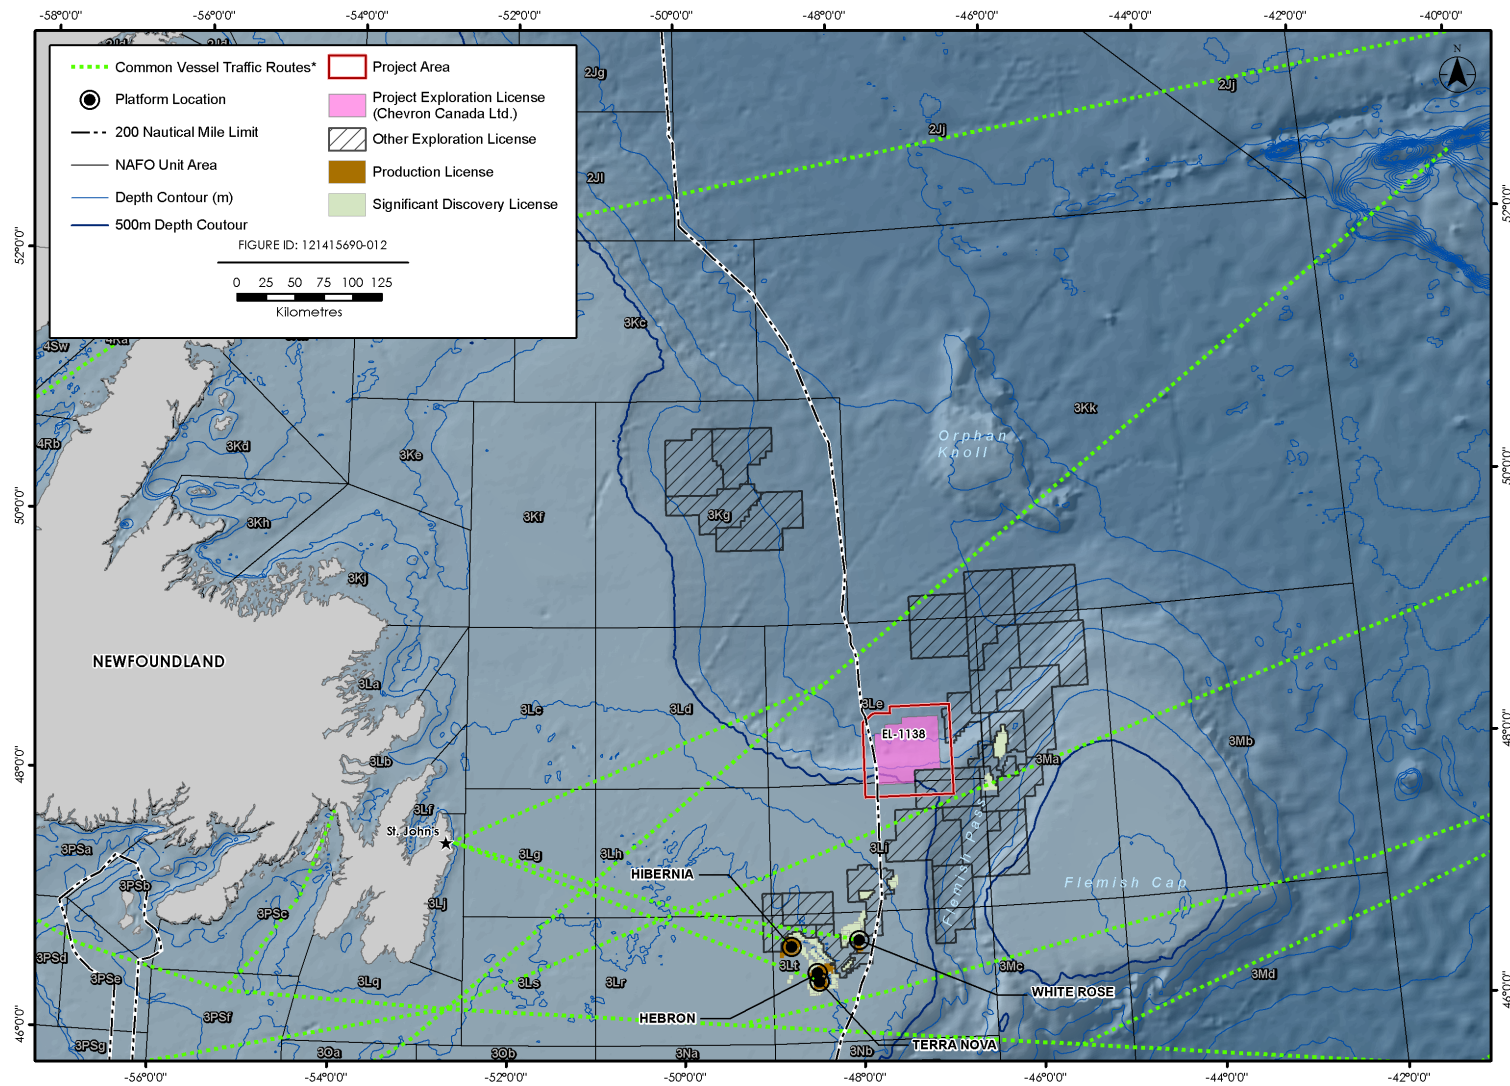 -58°0'0" -56°0'0" -54°0'0" -52°0'0" -50°0'0" -48°0'0" -46°0'0" -44°0'0" -42°0'0" -40°0'0"
Common Vessel Traffic Routes*
Platform Location
200 Nautical Mile Limit
NAFO Unit Area
Depth Contour (m)
500m Depth Coutour
Project Area
Project Exploration License
(Chevron Canada Ltd.)
Other Exploration License
Production License
Significant Discovery License
FIGURE ID: 121415690-012
0 25 50 75 100 125
Kilometres
N
2Jg
2Jj
2Jj
2Jl
52°0'0"
52°0'0"
3Kc
4Sw
3Kk
Orphan
Knoll
4Rb
3Kd
3Ke
50°0'0"
50°0'0"
3Kh
3Kf
3Kg
3Kj
NEWFOUNDLAND
3La
3Lc
3Ld
3Le
EL-1138
3Mb
48°0'0"
48°0'0"
3Lb
3Ma
3Lf
St. John's
3PSa
3Lg
3Lh
3Li
HIBERNIA
Flemish Pass
Flemish Cap
3PSb
3PSc
3Lj
3PSd
3PSe
3Lq
3Ls
3Lr
3Lt
3Mc
3Md
WHITE ROSE
46°0'0"
46°0'0"
3PSf
HEBRON
TERRA NOVA
3PSg
3Oa
3Ob
3Na
3Nb
-56°0'0" -54°0'0" -52°0'0" -50°0'0" -48°0'0" -46°0'0" -44°0'0" -42°0'0"